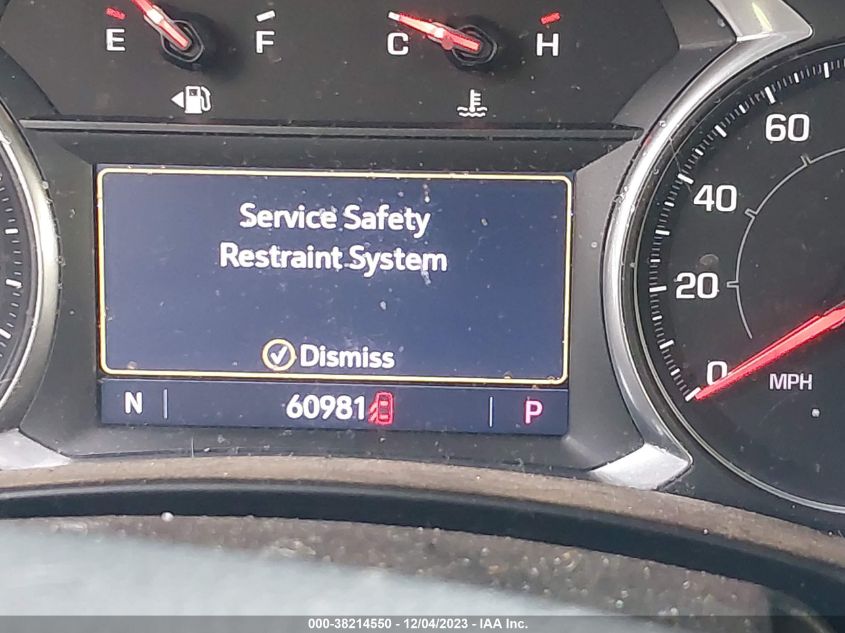 E F C H
Service Safety
Restraint System
Dismiss
N 60981 P
60
40
20
0
MPH
000-38214550 - 12/04/2023 - IAA Inc.